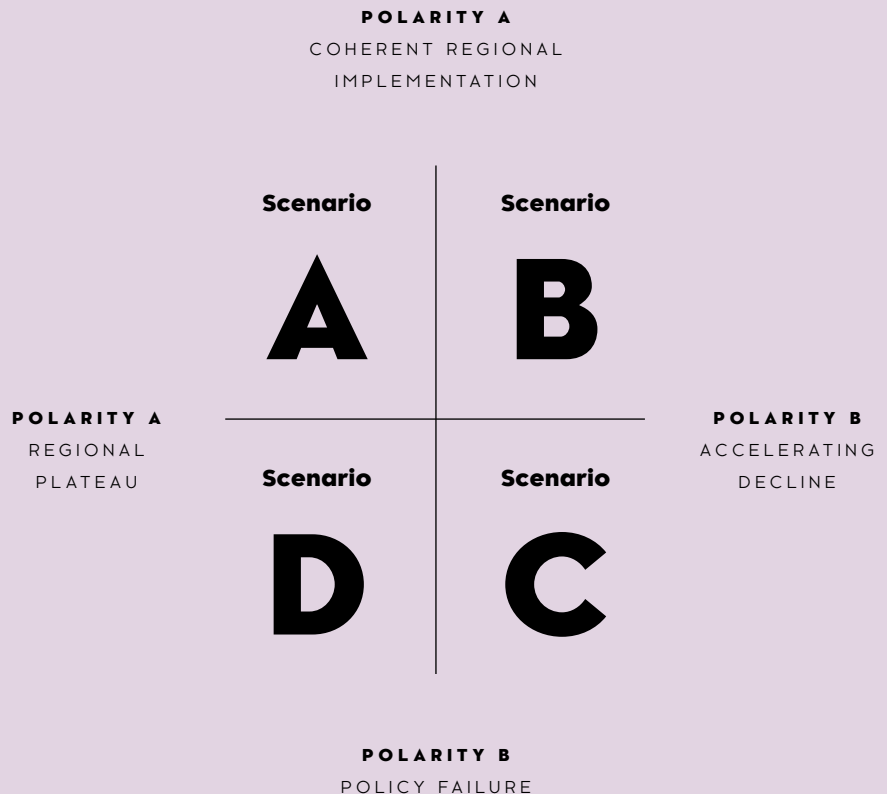 POLARITY A
COHERENT REGIONAL
IMPLEMENTATION
Scenario
A
Scenario
B
POLARITY A
REGIONAL
PLATEAU
POLARITY B
ACCELERATING
DECLINE
Scenario
D
Scenario
C
POLARITY B
POLICY FAILURE